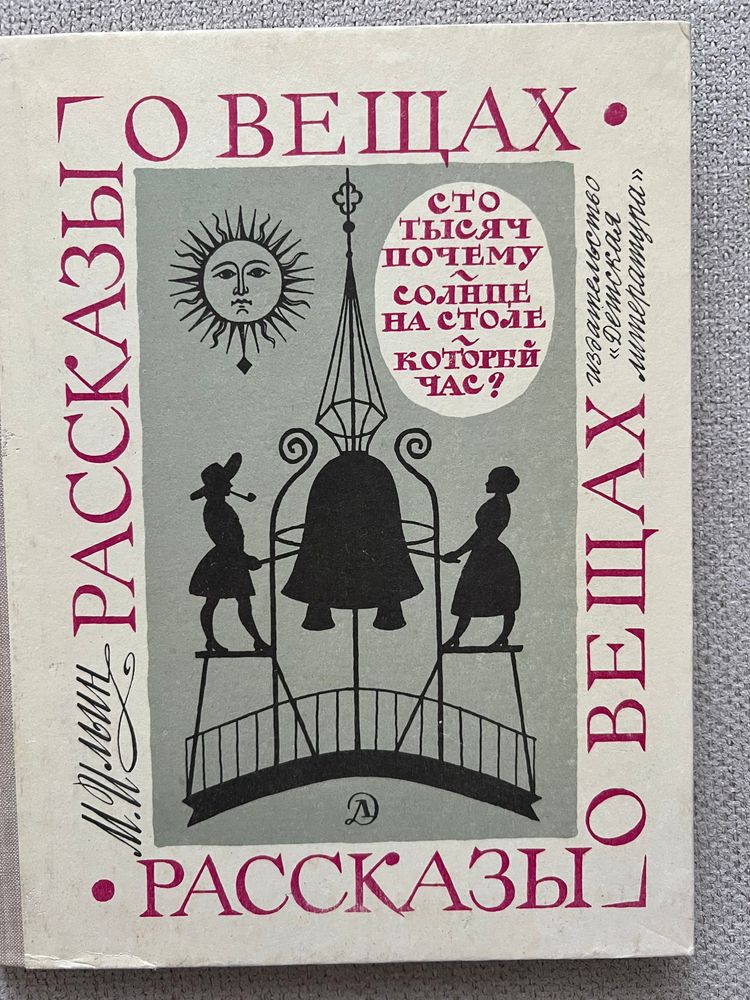 М. Ильин
РАССКАЗЫ
О ВЕЩАХ
СТО
ТЫСЯЧ
ПОЧЕМУ
~
СОЛНЦЕ
НА СТОЛЕ
~
КОТОРЫЙ
ЧАС?
издательство
«Детская
литература»
РАССКАЗЫ
О ВЕЩАХ
Д